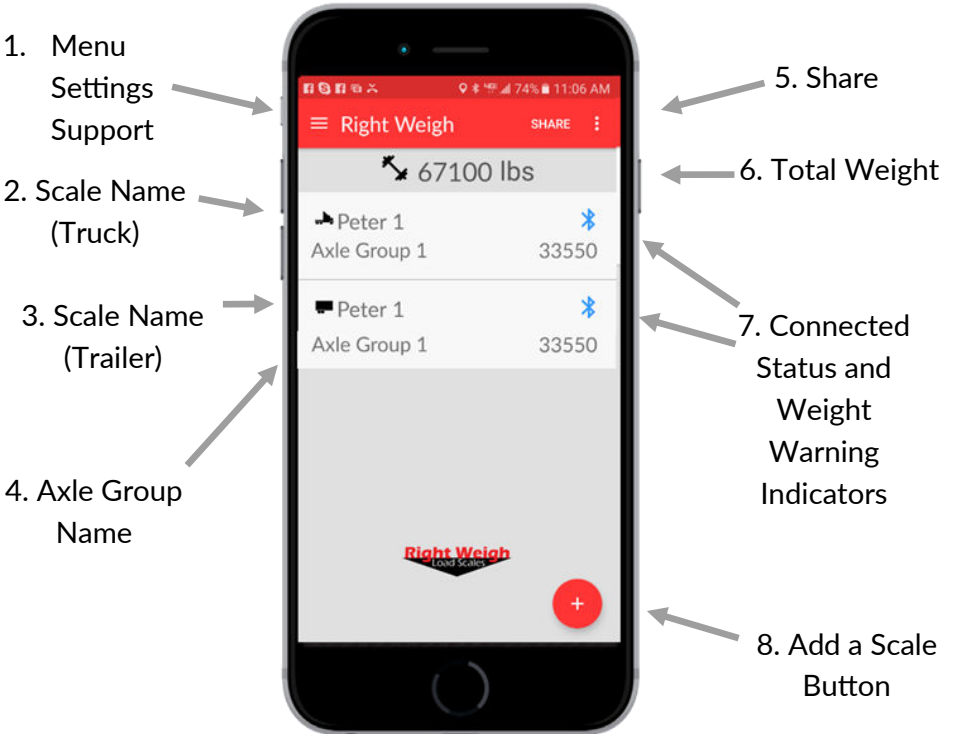 1. Menu
Settings
Support
2. Scale Name
(Truck)
3. Scale Name
(Trailer)
4. Axle Group
Name
74% 11:06 AM
Right Weigh SHARE
67100 lbs
Peter 1
Axle Group 1 33550
Peter 1
Axle Group 1 33550
Right Weigh
Load Scales
+
5. Share
6. Total Weight
7. Connected
Status and
Weight
Warning
Indicators
8. Add a Scale
Button